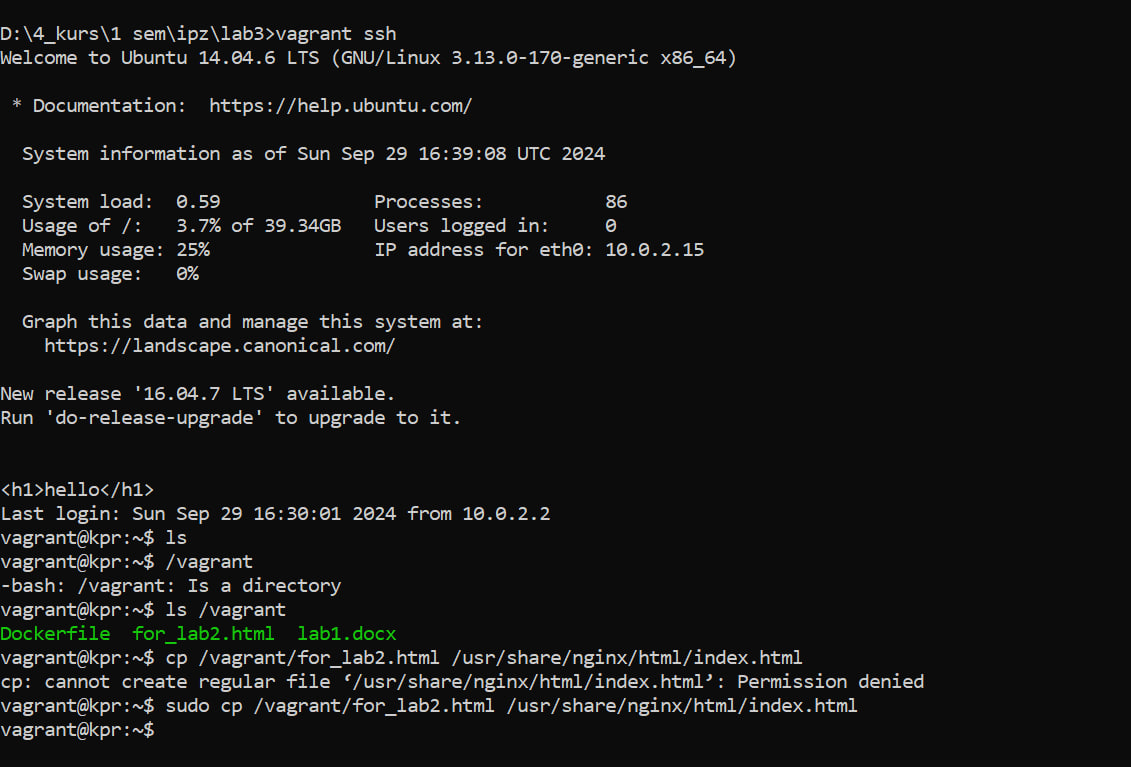 D:\4_kurs\1 sem\ipz\lab3>vagrant ssh
Welcome to Ubuntu 14.04.6 LTS (GNU/Linux 3.13.0-170-generic x86_64)
* Documentation:  https://help.ubuntu.com/
System information as of Sun Sep 29 16:39:08 UTC 2024
System load:  0.59              Processes:           86
Usage of /:   3.7% of 39.34GB   Users logged in:     0
Memory usage: 25%               IP address for eth0: 10.0.2.15
Swap usage:   0%
Graph this data and manage this system at:
https://landscape.canonical.com/
New release '16.04.7 LTS' available.
Run 'do-release-upgrade' to upgrade to it.
<h1>hello</h1>
Last login: Sun Sep 29 16:30:01 2024 from 10.0.2.2
vagrant@kpr:~$ ls
vagrant@kpr:~$ /vagrant
-bash: /vagrant: Is a directory
vagrant@kpr:~$ ls /vagrant
Dockerfile  for_lab2.html  lab1.docx
vagrant@kpr:~$ cp /vagrant/for_lab2.html /usr/share/nginx/html/index.html
cp: cannot create regular file ‘/usr/share/nginx/html/index.html’: Permission denied
vagrant@kpr:~$ sudo cp /vagrant/for_lab2.html /usr/share/nginx/html/index.html
vagrant@kpr:~$